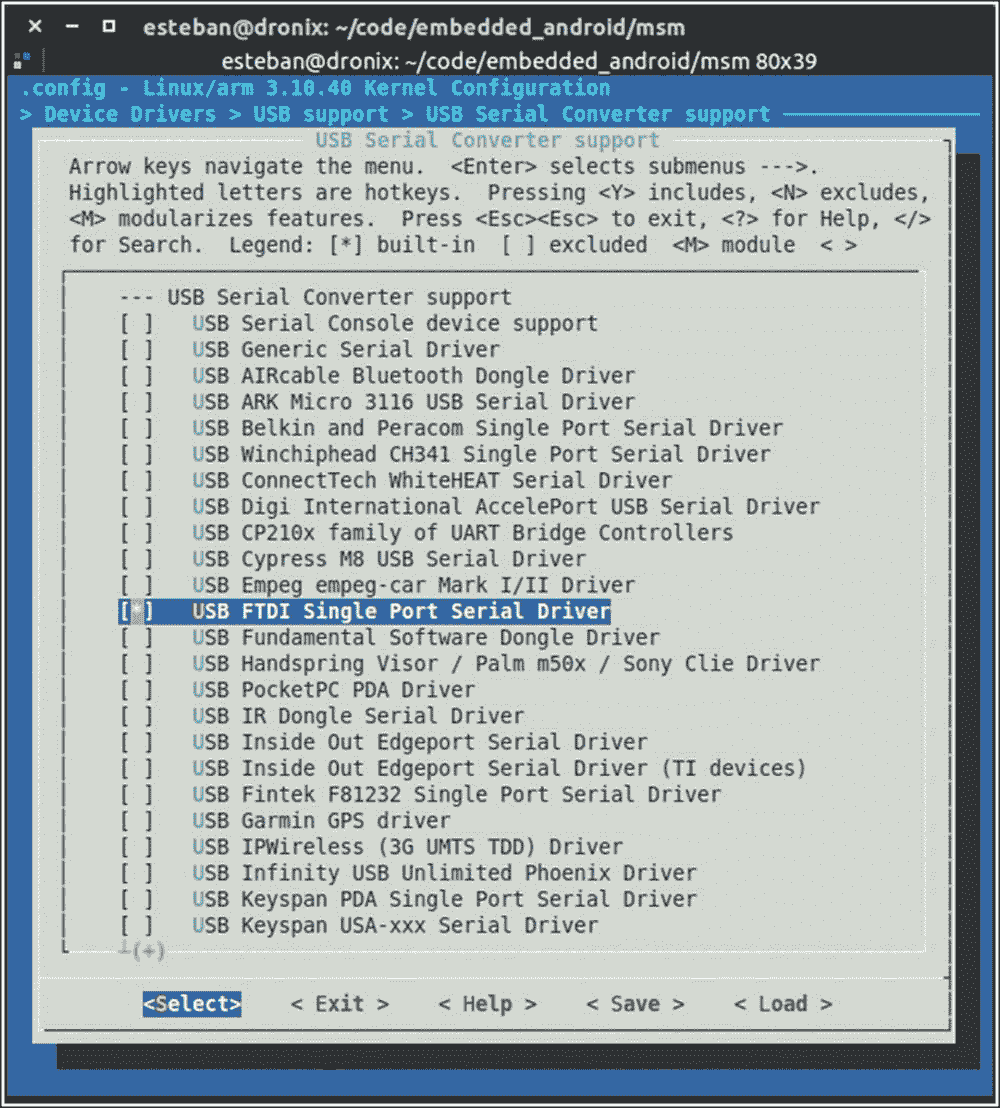 esteban@dronix: ~/code/embedded_android/msm
esteban@dronix: ~/code/embedded_android/msm 80x39
.config - Linux/arm 3.10.40 Kernel Configuration
> Device Drivers > USB support > USB Serial Converter support
USB Serial Converter support
Arrow keys navigate the menu.  <Enter> selects submenus --->.
Highlighted letters are hotkeys.  Pressing <Y> includes, <N> excludes,
<M> modularizes features.  Press <Esc><Esc> to exit, <?> for Help, </>
for Search.  Legend: [*] built-in  [ ] excluded  <M> module  < >
--- USB Serial Converter support
[ ]   USB Serial Console device support
[ ]   USB Generic Serial Driver
[ ]   USB AIRcable Bluetooth Dongle Driver
[ ]   USB ARK Micro 3116 USB Serial Driver
[ ]   USB Belkin and Peracom Single Port Serial Driver
[ ]   USB Winchiphead CH341 Single Port Serial Driver
[ ]   USB ConnectTech WhiteHEAT Serial Driver
[ ]   USB Digi International AccelePort USB Serial Driver
[ ]   USB CP210x family of UART Bridge Controllers
[ ]   USB Cypress M8 USB Serial Driver
[ ]   USB Empeg empeg-car Mark I/II Driver
[*]   USB FTDI Single Port Serial Driver
[ ]   USB Fundamental Software Dongle Driver
[ ]   USB Handspring Visor / Palm m50x / Sony Clie Driver
[ ]   USB PocketPC PDA Driver
[ ]   USB IR Dongle Serial Driver
[ ]   USB Inside Out Edgeport Serial Driver
[ ]   USB Inside Out Edgeport Serial Driver (TI devices)
[ ]   USB Fintek F81232 Single Port Serial Driver
[ ]   USB Garmin GPS driver
[ ]   USB IPWireless (3G UMTS TDD) Driver
[ ]   USB Infinity USB Unlimited Phoenix Driver
[ ]   USB Keyspan PDA Single Port Serial Driver
[ ]   USB Keyspan USA-xxx Serial Driver
┴(+)
<Select>    < Exit >    < Help >    < Save >    < Load >